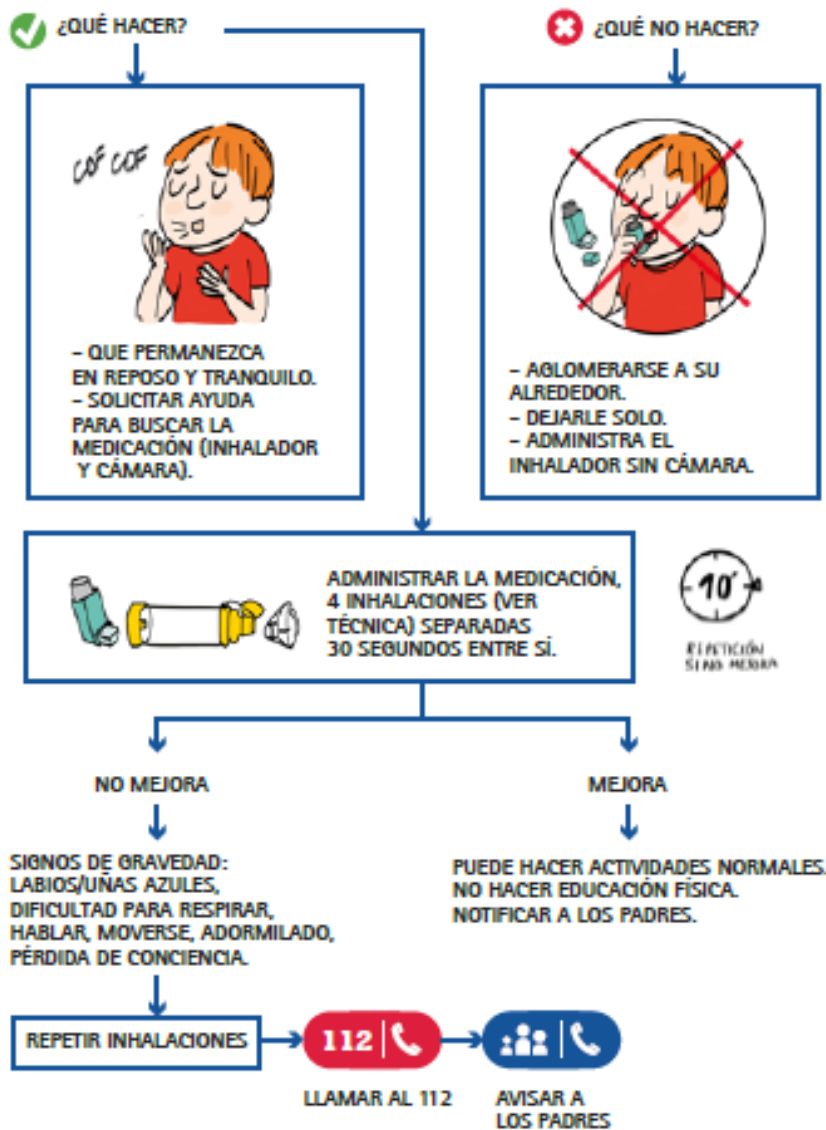 ¿QUÉ HACER?
¿QUÉ NO HACER?
COF COF
– QUE PERMANEZCA
EN REPOSO Y TRANQUILO.
– SOLICITAR AYUDA
PARA BUSCAR LA
MEDICACIÓN (INHALADOR
Y CÁMARA).
– AGLOMERARSE A SU
ALREDEDOR.
– DEJARLE SOLO.
– ADMINISTRA EL
INHALADOR SIN CÁMARA.
ADMINISTRAR LA MEDICACIÓN,
4 INHALACIONES (VER
TÉCNICA) SEPARADAS
30 SEGUNDOS ENTRE SÍ.
10'
REPETICIÓN
SI NO MEJORA
NO MEJORA
MEJORA
SIGNOS DE GRAVEDAD:
LABIOS/UÑAS AZULES,
DIFICULTAD PARA RESPIRAR,
HABLAR, MOVERSE, ADORMILADO,
PÉRDIDA DE CONCIENCIA.
PUEDE HACER ACTIVIDADES NORMALES.
NO HACER EDUCACIÓN FÍSICA.
NOTIFICAR A LOS PADRES.
REPETIR INHALACIONES
112
LLAMAR AL 112
AVISAR A
LOS PADRES